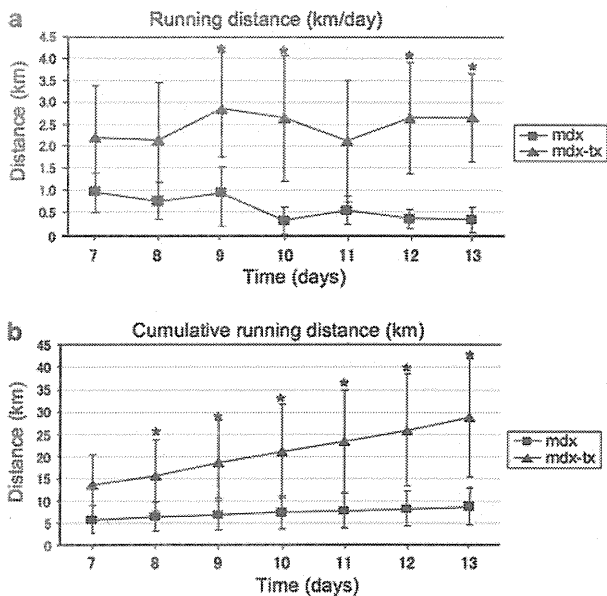 a
Running distance (km/day)
4.5
4.0
3.5
3.0
2.5
2.0
1.5
1.0
0.5
0
Distance (km)
* * * *
7 8 9 10 11 12 13
Time (days)
mdx
mdx-tx
b
Cumulative running distance (km)
45
40
35
30
25
20
15
10
5
0
Distance (km)
* * * * * *
7 8 9 10 11 12 13
Time (days)
mdx
mdx-tx